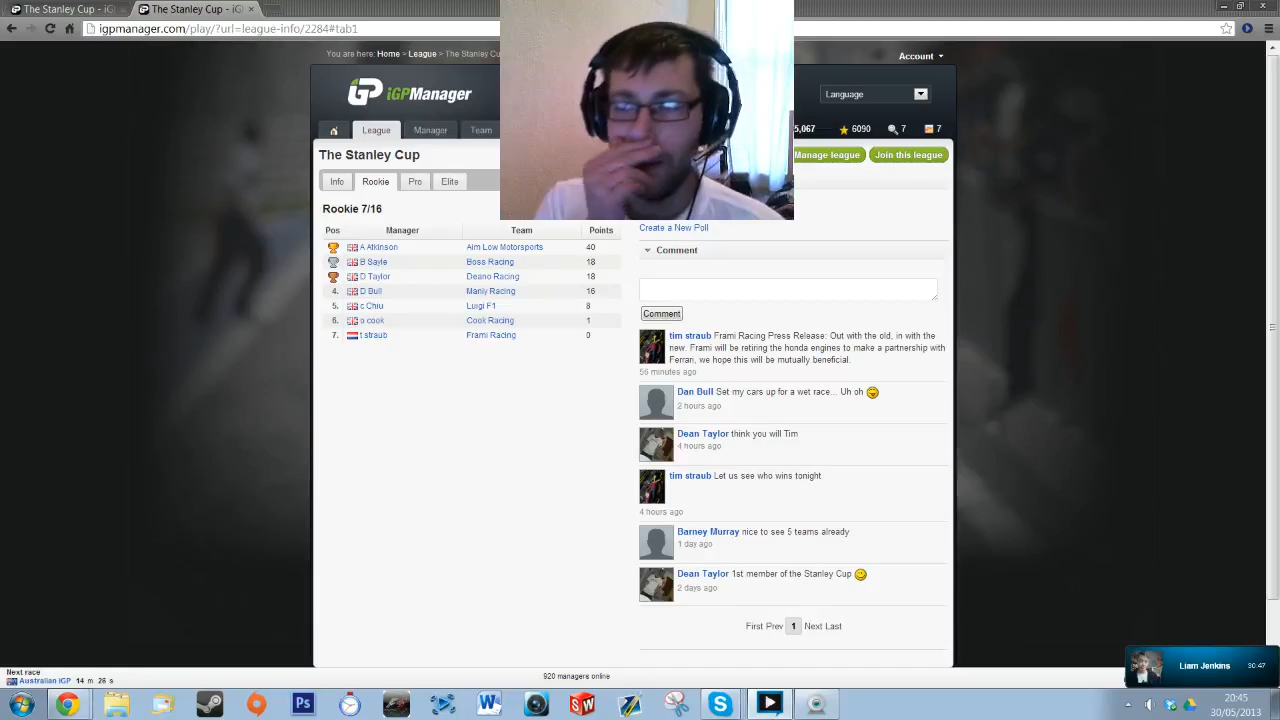 The Stanley Cup - iG
The Stanley Cup - iG
igpmanager.com/play/?url=league-info/2284#tab1
You are here: Home > League > The Stanley Cu
Account
iGPManager
Language
League Manager Team
5,067 6090 7 7
The Stanley Cup
Manage league Join this league
Info Rookie Pro Elite
Rookie 7/16
Create a New Poll
Pos Manager Team Points
A Atkinson Aim Low Motorsports 40
B Sayle Boss Racing 18
D Taylor Deano Racing 18
4. D Bull Manly Racing 16
5. c Chiu Luigi F1 8
6. o cook Cook Racing 1
7. t straub Frami Racing 0
Comment
Comment
tim straub Frami Racing Press Release: Out with the old, in with the
new. Frami will be retiring the honda engines to make a partnership with
Ferrari, we hope this will be mutually beneficial.
56 minutes ago
Dan Bull Set my cars up for a wet race... Uh oh
2 hours ago
Dean Taylor think you will Tim
4 hours ago
tim straub Let us see who wins tonight
4 hours ago
Barney Murray nice to see 5 teams already
1 day ago
Dean Taylor 1st member of the Stanley Cup
2 days ago
First Prev 1 Next Last
Next race
Australian iGP 14 m 26 s
920 managers online
Liam Jenkins 30:47
Ps
W
SW
20:45
30/05/2013